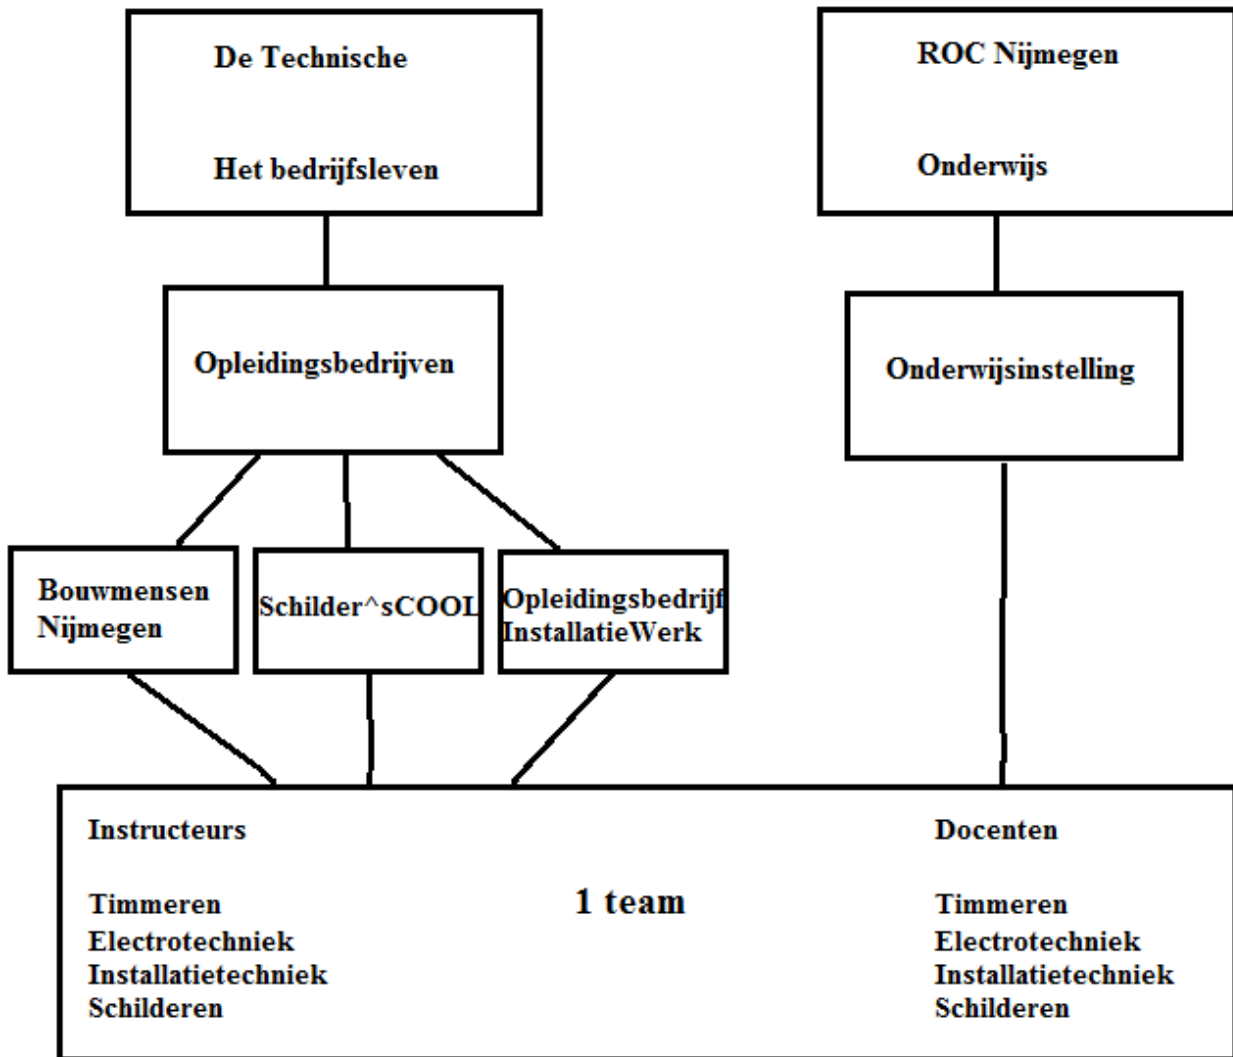 De Technische
Het bedrijfsleven
ROC Nijmegen
Onderwijs
Opleidingsbedrijven
Onderwijsinstelling
Bouwmensen
Nijmegen
Schilder^sCOOL
Opleidingsbedrijf
InstallatieWerk
Instructeurs
Timmeren
Electrotechniek
Installatietechniek
Schilderen
1 team
Docenten
Timmeren
Electrotechniek
Installatietechniek
Schilderen